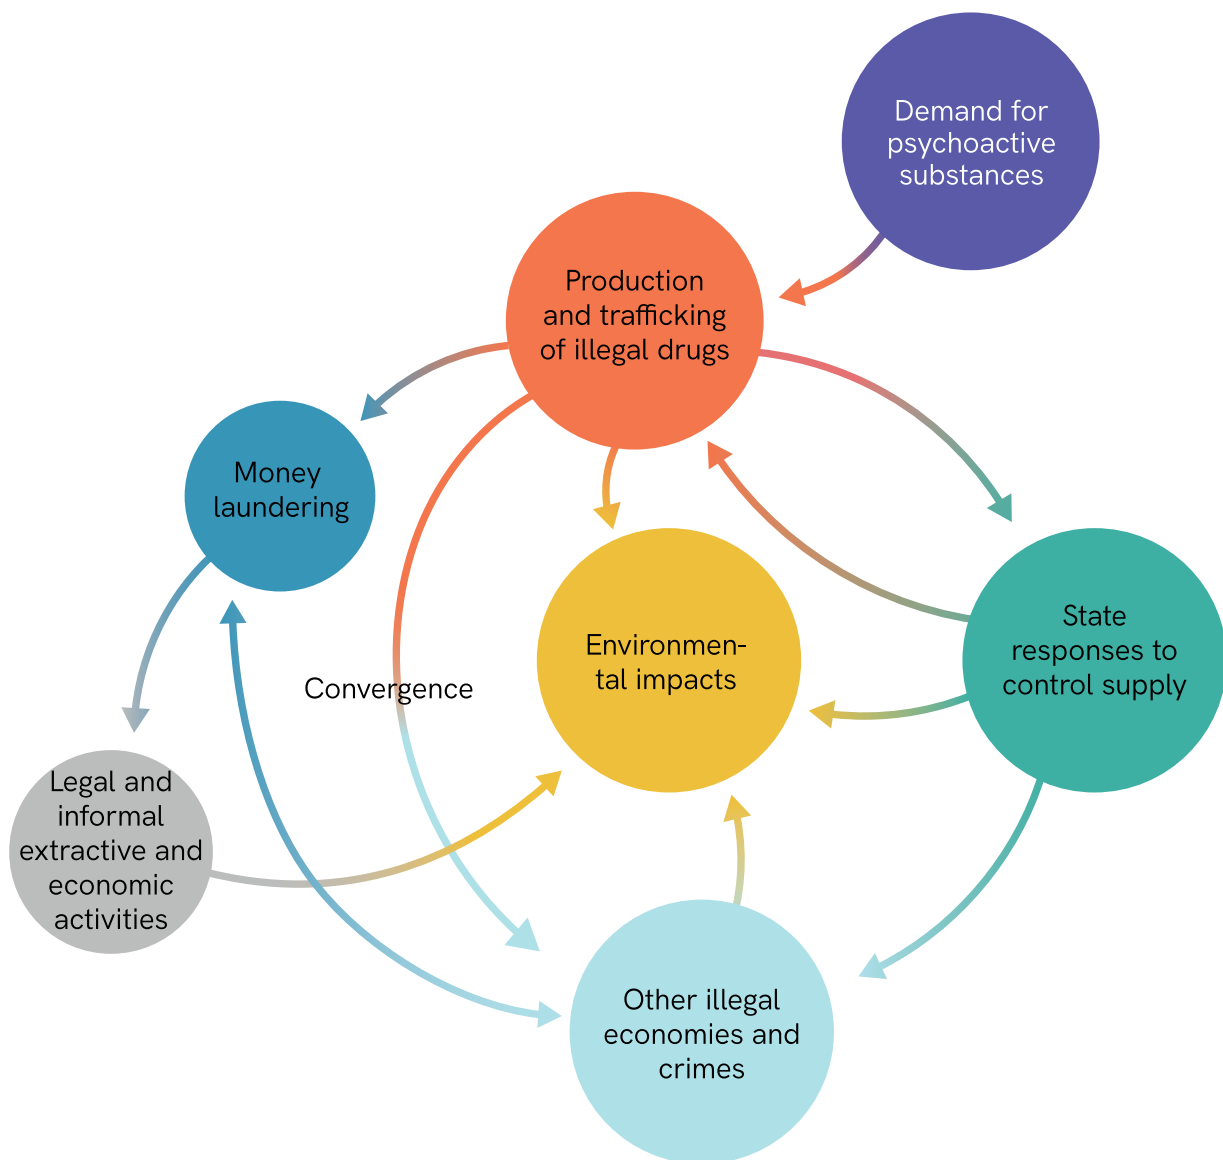 Demand for
psychoactive
substances
Production
and trafficking
of illegal drugs
Money
laundering
State
responses to
control supply
Environmen-
tal impacts
Convergence
Legal and
informal
extractive and
economic
activities
Other illegal
economies and
crimes